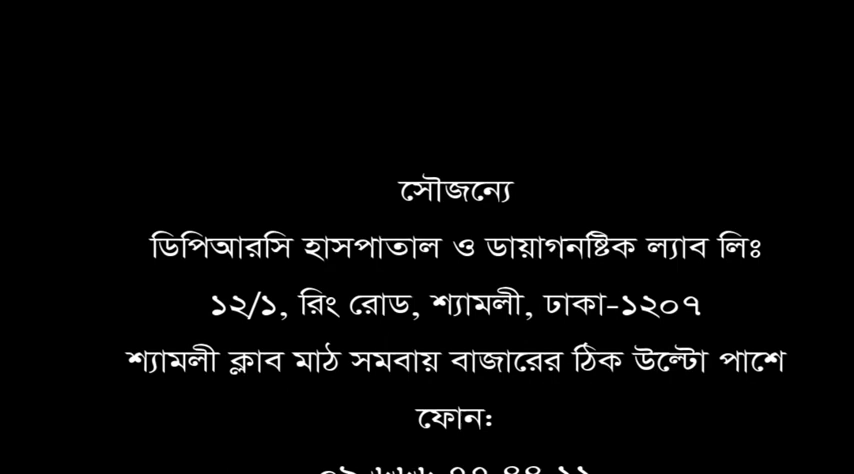 সৌজন্যে
ডিপিআরসি হাসপাতাল ও ডায়াগনষ্টিক ল্যাব লিঃ
১২/১, রিং রোড, শ্যামলী, ঢাকা-১২০৭
শ্যামলী ক্লাব মাঠ সমবায় বাজারের ঠিক উল্টো পাশে
ফোন: